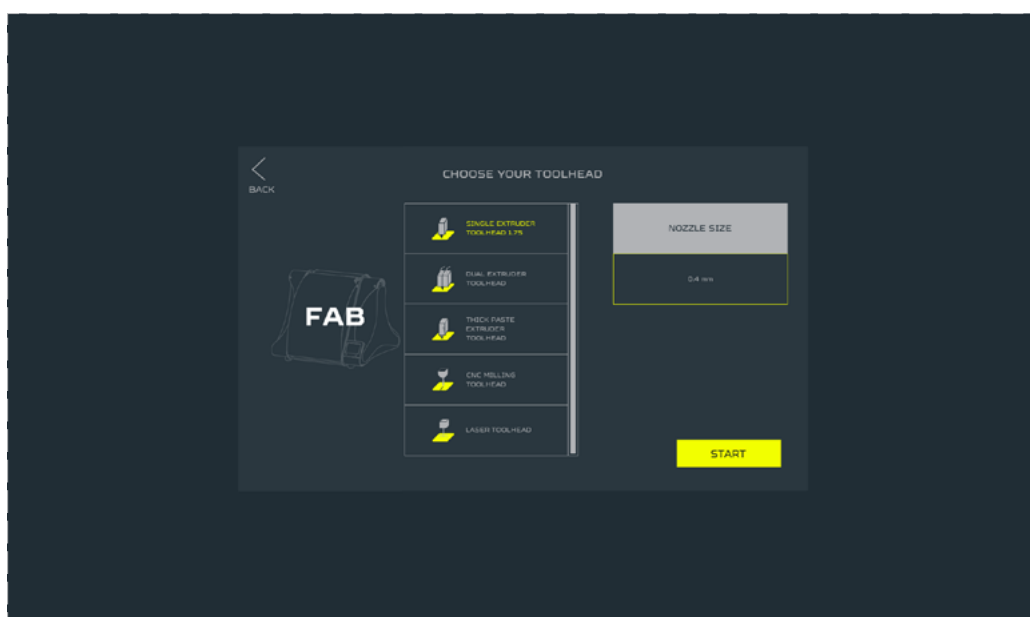 BACK
CHOOSE YOUR TOOLHEAD
FAB
SINGLE EXTRUDER
TOOLHEAD 1.75
DUAL EXTRUDER
TOOLHEAD
THICK PASTE
EXTRUDER
TOOLHEAD
CNC MILLING
TOOLHEAD
LASER TOOLHEAD
NOZZLE SIZE
0.4 mm
START